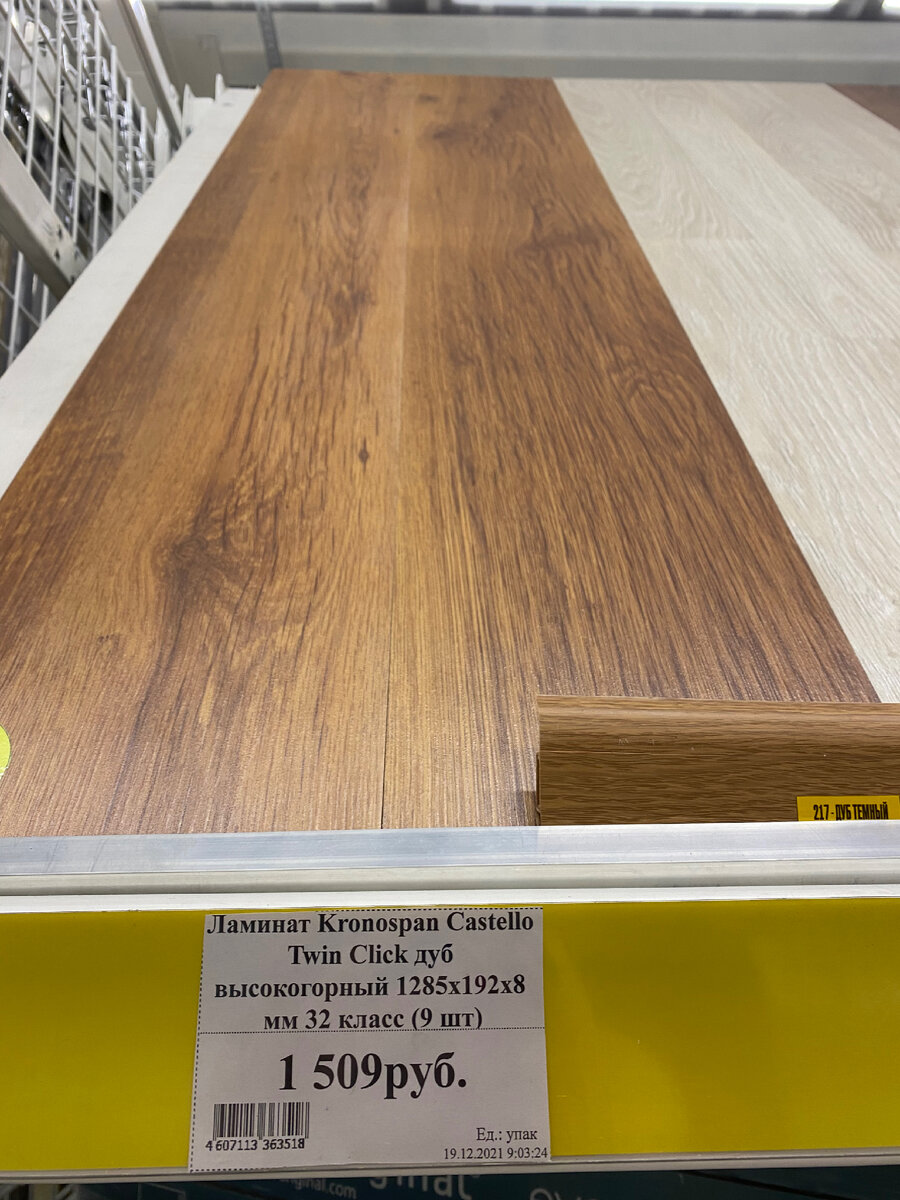 217 - ДУБ ТЕМНЫЙ
Ламинат Kronospan Castello
Twin Click дуб
высокогорный 1285x192x8
мм 32 класс (9 шт)
1 509руб.
4 607113 363518
Ед.: упак
19.12.2021 9:03:24